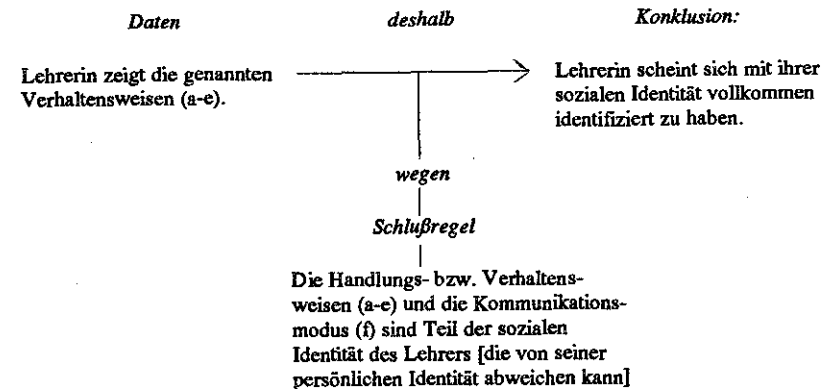 Daten deshalb Konklusion:
Lehrerin zeigt die genannten
Verhaltensweisen (a-e).
Lehrerin scheint sich mit ihrer
sozialen Identität vollkommen
identifiziert zu haben.
wegen
Schlußregel
Die Handlungs- bzw. Verhaltens-
weisen (a-e) und die Kommunikations-
modus (f) sind Teil der sozialen
Identität des Lehrers [die von seiner
persönlichen Identität abweichen kann]